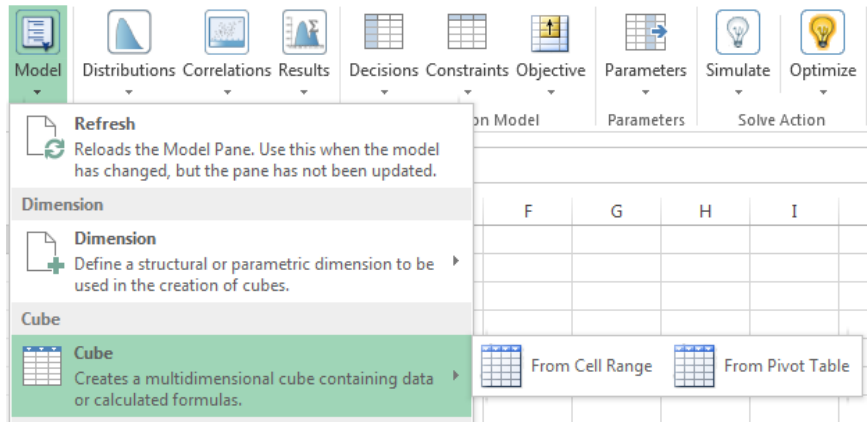 Model Distributions Correlations Results Decisions Constraints Objective Parameters Simulate Optimize
on Model Parameters Solve Action
Refresh
Reloads the Model Pane. Use this when the model
has changed, but the pane has not been updated.
Dimension
F G H I
Dimension
Define a structural or parametric dimension to be
used in the creation of cubes.
Cube
Cube
Creates a multidimensional cube containing data
or calculated formulas.
From Cell Range From Pivot Table